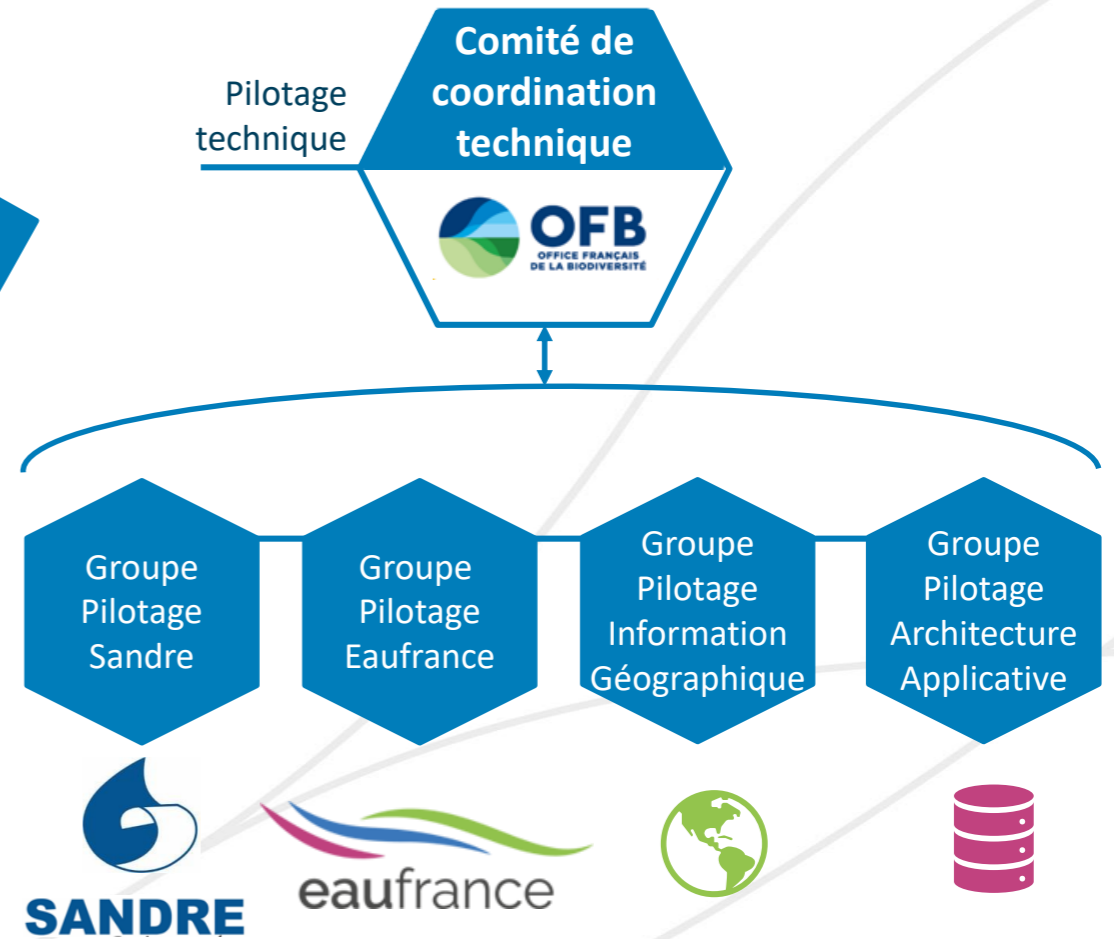 Comité de
coordination
technique
Pilotage
technique
OFB
OFFICE FRANÇAIS
DE LA BIODIVERSITÉ
Groupe
Pilotage
Sandre
Groupe
Pilotage
Eaufrance
Groupe
Pilotage
Information
Géographique
Groupe
Pilotage
Architecture
Applicative
SANDRE
eaufrance